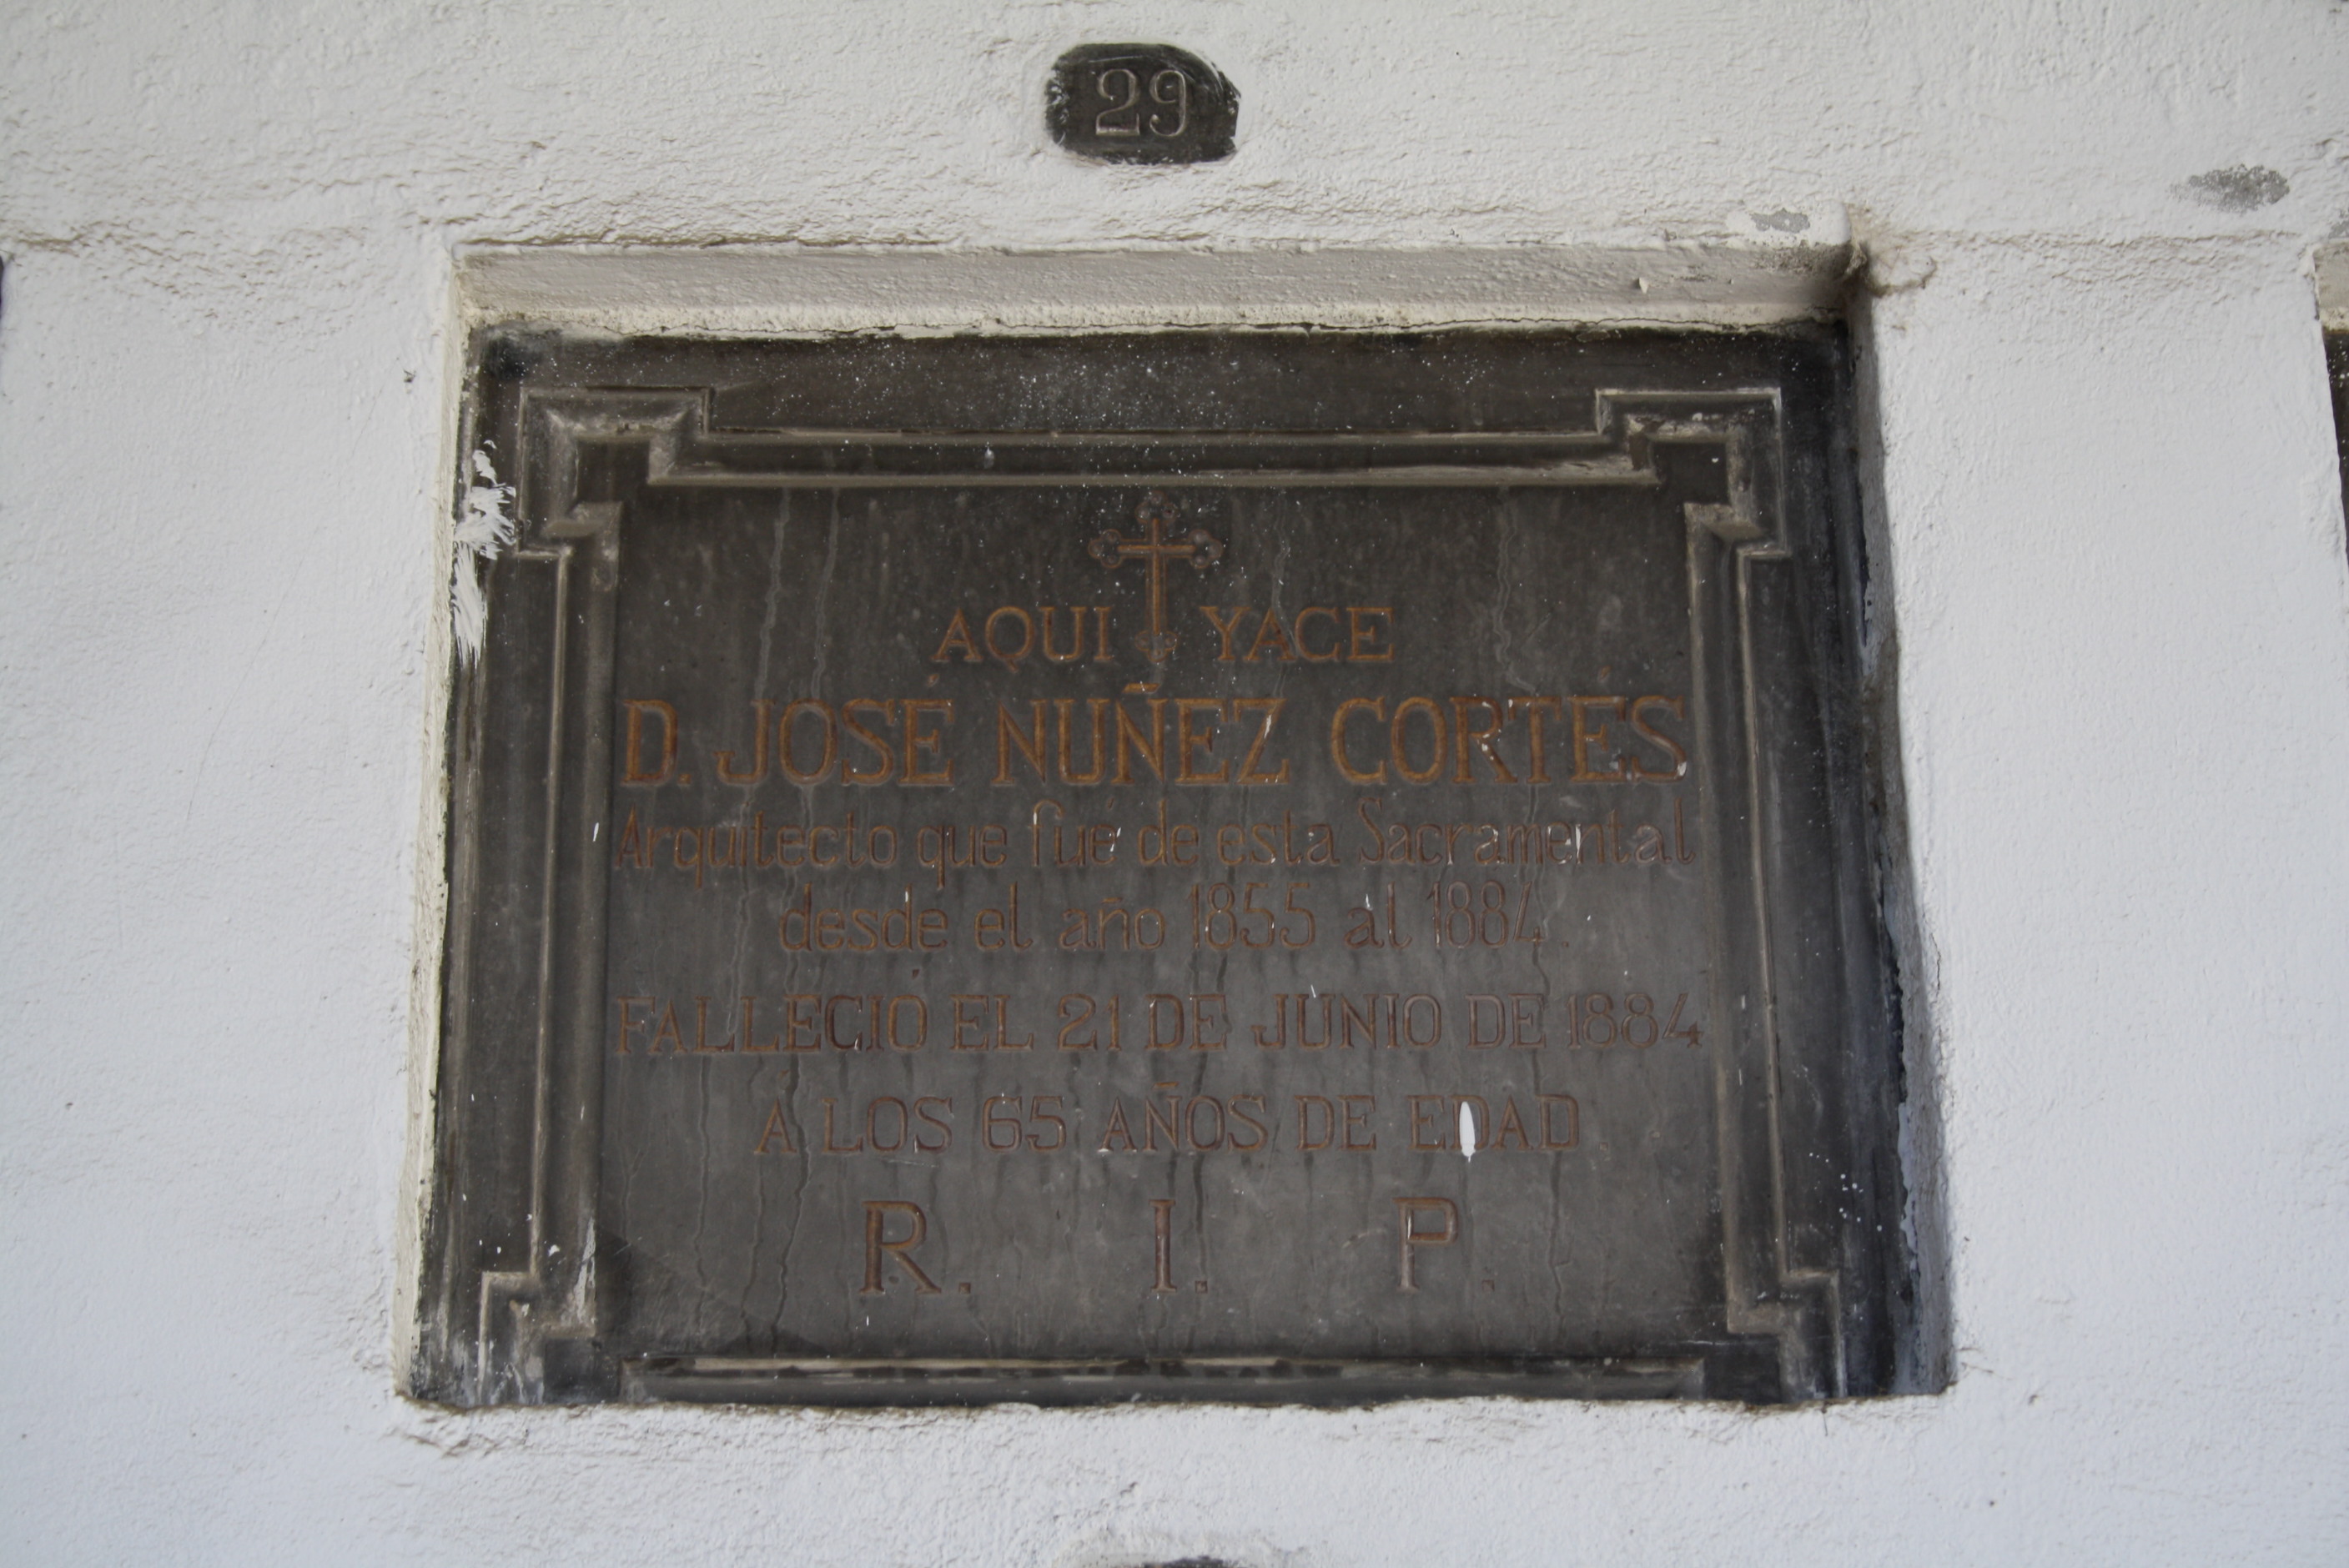 29
AQUI YACE
D. JOSÉ NUÑEZ CORTÉS
Arquitecto que fué de esta Sacramental
desde el año 1855 al 1884.
FALLECIÓ EL 21 DE JUNIO DE 1884
Á LOS 65 AÑOS DE EDAD.
R. I. P.